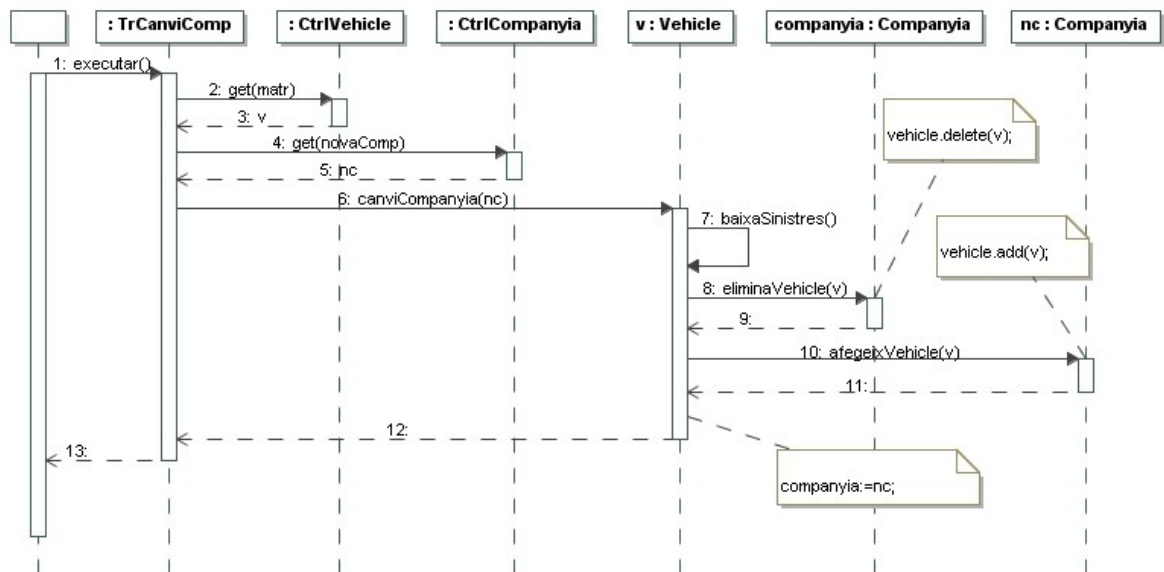 : TrCanviComp
: CtrlVehicle
: CtrlCompanyia
v : Vehicle
companyia : Companyia
nc : Companyia
1: executar()
2: get(matr)
3: v
4: get(novaComp)
5: nc
6: canviCompanyia(nc)
7: baixaSinistres()
vehicle.delete(v);
vehicle.add(v);
8: eliminaVehicle(v)
9:
10: afegeixVehicle(v)
11:
12:
13:
companyia:=nc;